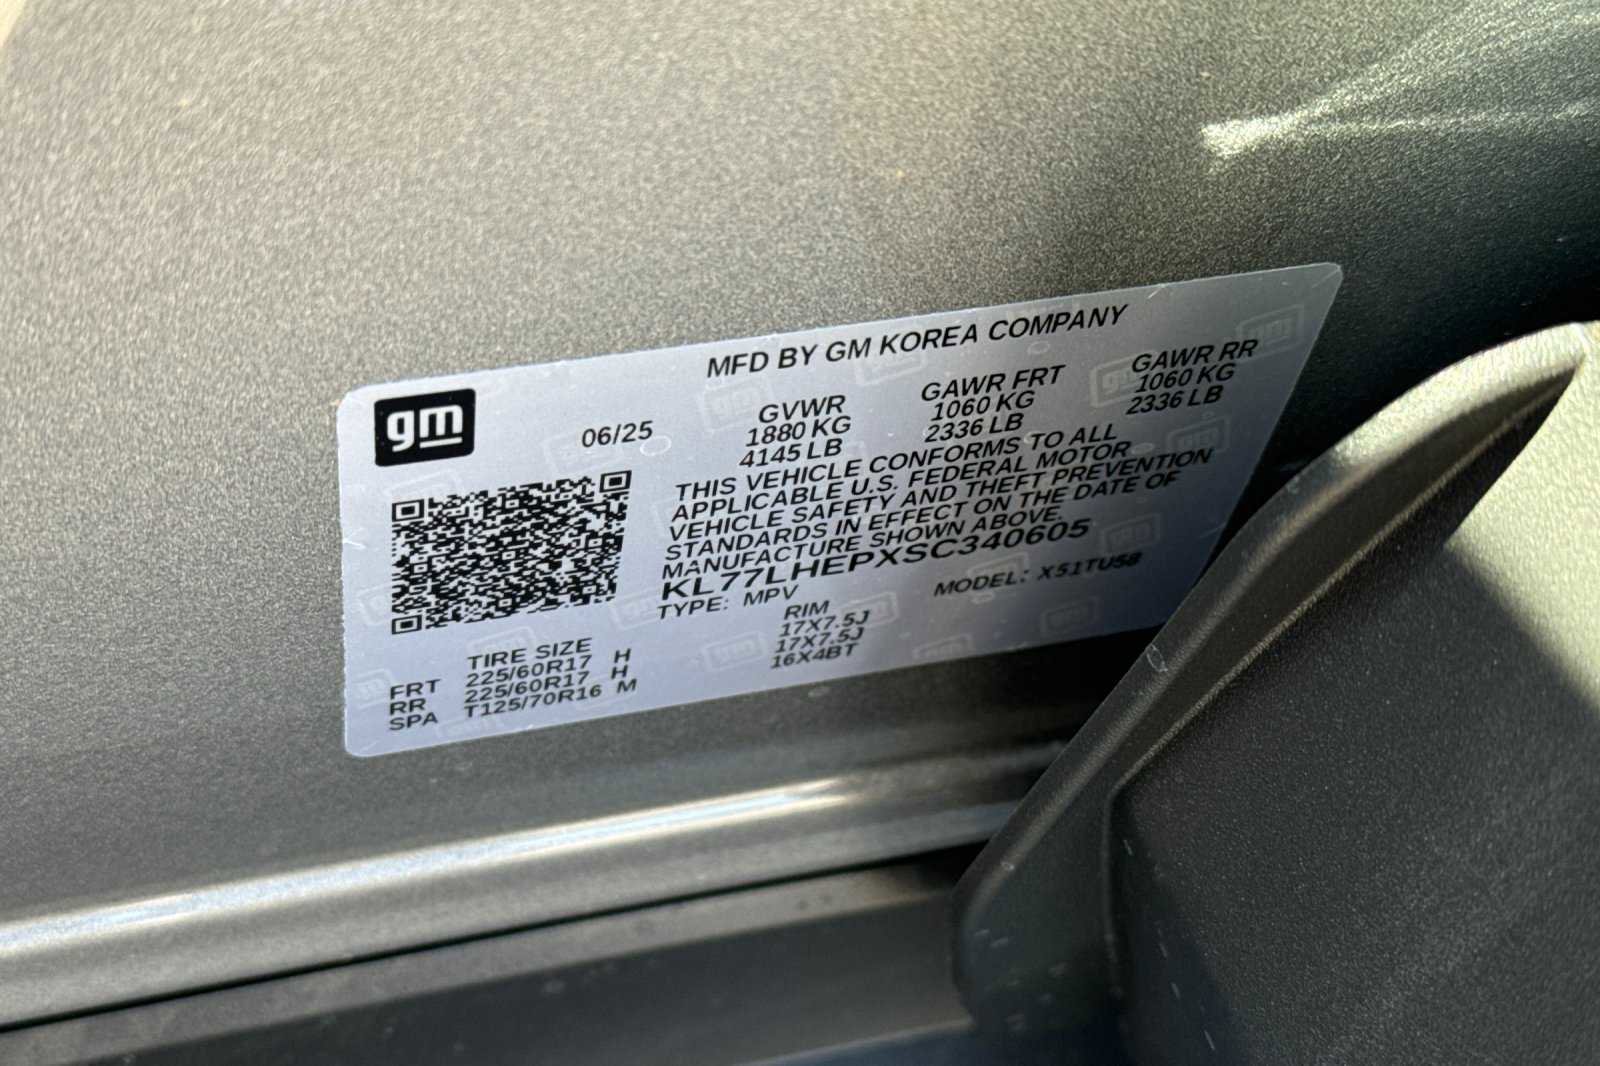 MFD BY GM KOREA COMPANY
gm
06/25
GVWR
1880 KG
4145 LB
GAWR FRT
1060 KG
2336 LB
GAWR RR
1060 KG
2336 LB
THIS VEHICLE CONFORMS TO ALL
APPLICABLE U.S. FEDERAL MOTOR
VEHICLE SAFETY AND THEFT PREVENTION
STANDARDS IN EFFECT ON THE DATE OF
MANUFACTURE SHOWN ABOVE.
KL77LHEPXSC340605
TYPE: MPV
MODEL: X51TU58
TIRE SIZE RIM
FRT 225/60R17 H 17X7.5J
RR 225/60R17 H 17X7.5J
SPA T125/70R16 M 16X4BT